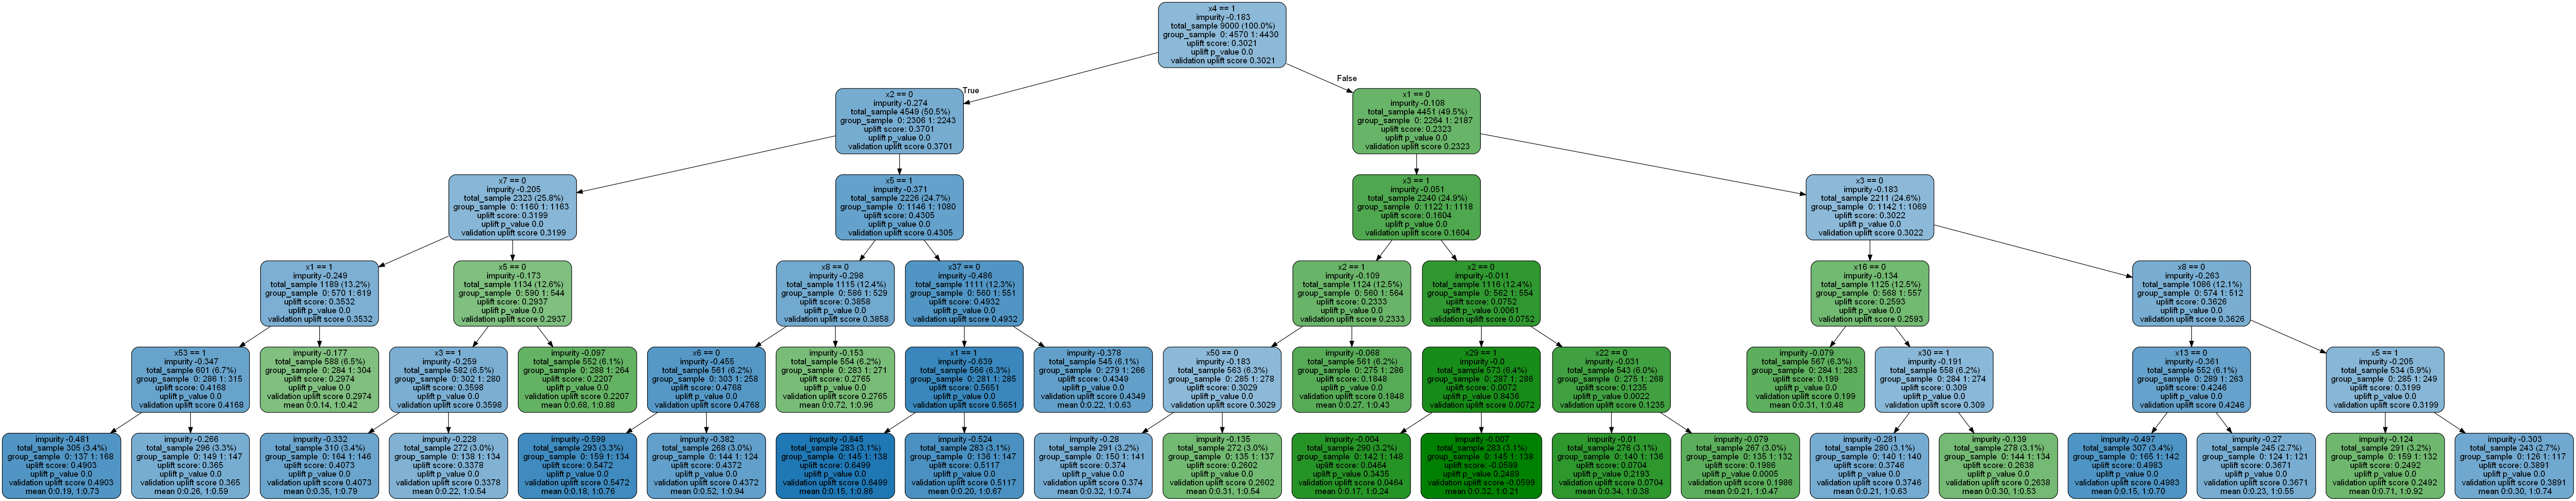 x4 == 1
impurity -0.183
total_sample 9000 (100.0%)
group_sample 0: 4570 1: 4430
uplift score: 0.3021
uplift p_value 0.0
validation uplift score 0.3021
True
False
x2 == 0
impurity -0.274
total_sample 4549 (50.5%)
group_sample 0: 2306 1: 2243
uplift score: 0.3701
uplift p_value 0.0
validation uplift score 0.3701
x1 == 0
impurity -0.108
total_sample 4451 (49.5%)
group_sample 0: 2264 1: 2187
uplift score: 0.2323
uplift p_value 0.0
validation uplift score 0.2323
x7 == 0
impurity -0.205
total_sample 2323 (25.8%)
group_sample 0: 1160 1: 1163
uplift score: 0.3199
uplift p_value 0.0
validation uplift score 0.3199
x5 == 1
impurity -0.371
total_sample 2226 (24.7%)
group_sample 0: 1146 1: 1080
uplift score: 0.4305
uplift p_value 0.0
validation uplift score 0.4305
x3 == 1
impurity -0.051
total_sample 2240 (24.9%)
group_sample 0: 1122 1: 1118
uplift score: 0.1604
uplift p_value 0.0
validation uplift score 0.1604
x3 == 0
impurity -0.183
total_sample 2211 (24.6%)
group_sample 0: 1142 1: 1069
uplift score: 0.3022
uplift p_value 0.0
validation uplift score 0.3022
x1 == 1
impurity -0.249
total_sample 1189 (13.2%)
group_sample 0: 570 1: 619
uplift score: 0.3532
uplift p_value 0.0
validation uplift score 0.3532
x5 == 0
impurity -0.173
total_sample 1134 (12.6%)
group_sample 0: 590 1: 544
uplift score: 0.2937
uplift p_value 0.0
validation uplift score 0.2937
x8 == 0
impurity -0.298
total_sample 1115 (12.4%)
group_sample 0: 586 1: 529
uplift score: 0.3858
uplift p_value 0.0
validation uplift score 0.3858
x37 == 0
impurity -0.486
total_sample 1111 (12.3%)
group_sample 0: 560 1: 551
uplift score: 0.4932
uplift p_value 0.0
validation uplift score 0.4932
x2 == 1
impurity -0.109
total_sample 1124 (12.5%)
group_sample 0: 560 1: 564
uplift score: 0.2333
uplift p_value 0.0
validation uplift score 0.2333
x2 == 0
impurity -0.011
total_sample 1116 (12.4%)
group_sample 0: 562 1: 554
uplift score: 0.0752
uplift p_value 0.0061
validation uplift score 0.0752
x16 == 0
impurity -0.134
total_sample 1125 (12.5%)
group_sample 0: 568 1: 557
uplift score: 0.2593
uplift p_value 0.0
validation uplift score 0.2593
x8 == 0
impurity -0.263
total_sample 1086 (12.1%)
group_sample 0: 574 1: 512
uplift score: 0.3626
uplift p_value 0.0
validation uplift score 0.3626
x53 == 1
impurity -0.347
total_sample 601 (6.7%)
group_sample 0: 286 1: 315
uplift score: 0.4168
uplift p_value 0.0
validation uplift score 0.4168
impurity -0.177
total_sample 588 (6.5%)
group_sample 0: 284 1: 304
uplift score: 0.2974
uplift p_value 0.0
validation uplift score 0.2974
mean 0:0.14, 1:0.42
x3 == 1
impurity -0.259
total_sample 582 (6.5%)
group_sample 0: 302 1: 280
uplift score: 0.3598
uplift p_value 0.0
validation uplift score 0.3598
impurity -0.097
total_sample 552 (6.1%)
group_sample 0: 288 1: 264
uplift score: 0.2207
uplift p_value 0.0
validation uplift score 0.2207
mean 0:0.68, 1:0.88
x6 == 0
impurity -0.455
total_sample 561 (6.2%)
group_sample 0: 303 1: 258
uplift score: 0.4768
uplift p_value 0.0
validation uplift score 0.4768
impurity -0.153
total_sample 554 (6.2%)
group_sample 0: 283 1: 271
uplift score: 0.2765
uplift p_value 0.0
validation uplift score 0.2765
mean 0:0.72, 1:0.96
x1 == 1
impurity -0.639
total_sample 566 (6.3%)
group_sample 0: 281 1: 285
uplift score: 0.5651
uplift p_value 0.0
validation uplift score 0.5651
impurity -0.378
total_sample 545 (6.1%)
group_sample 0: 279 1: 266
uplift score: 0.4349
uplift p_value 0.0
validation uplift score 0.4349
mean 0:0.22, 1:0.63
x50 == 0
impurity -0.183
total_sample 563 (6.3%)
group_sample 0: 285 1: 278
uplift score: 0.3029
uplift p_value 0.0
validation uplift score 0.3029
impurity -0.068
total_sample 561 (6.2%)
group_sample 0: 275 1: 286
uplift score: 0.1848
uplift p_value 0.0
validation uplift score 0.1848
mean 0:0.27, 1:0.43
x29 == 1
impurity -0.0
total_sample 573 (6.4%)
group_sample 0: 287 1: 286
uplift score: 0.0072
uplift p_value 0.8436
validation uplift score 0.0072
x22 == 0
impurity -0.031
total_sample 543 (6.0%)
group_sample 0: 275 1: 268
uplift score: 0.1235
uplift p_value 0.0022
validation uplift score 0.1235
impurity -0.079
total_sample 567 (6.3%)
group_sample 0: 284 1: 283
uplift score: 0.199
uplift p_value 0.0
validation uplift score 0.199
mean 0:0.31, 1:0.48
x30 == 1
impurity -0.191
total_sample 558 (6.2%)
group_sample 0: 284 1: 274
uplift score: 0.309
uplift p_value 0.0
validation uplift score 0.309
x13 == 0
impurity -0.361
total_sample 552 (6.1%)
group_sample 0: 289 1: 263
uplift score: 0.4246
uplift p_value 0.0
validation uplift score 0.4246
x5 == 1
impurity -0.205
total_sample 534 (5.9%)
group_sample 0: 285 1: 249
uplift score: 0.3199
uplift p_value 0.0
validation uplift score 0.3199
impurity -0.481
total_sample 305 (3.4%)
group_sample 0: 137 1: 168
uplift score: 0.4903
uplift p_value 0.0
validation uplift score 0.4903
mean 0:0.19, 1:0.73
impurity -0.266
total_sample 296 (3.3%)
group_sample 0: 149 1: 147
uplift score: 0.365
uplift p_value 0.0
validation uplift score 0.365
mean 0:0.26, 1:0.59
impurity -0.332
total_sample 310 (3.4%)
group_sample 0: 164 1: 146
uplift score: 0.4073
uplift p_value 0.0
validation uplift score 0.4073
mean 0:0.35, 1:0.79
impurity -0.228
total_sample 272 (3.0%)
group_sample 0: 138 1: 134
uplift score: 0.3378
uplift p_value 0.0
validation uplift score 0.3378
mean 0:0.22, 1:0.54
impurity -0.599
total_sample 293 (3.3%)
group_sample 0: 159 1: 134
uplift score: 0.5472
uplift p_value 0.0
validation uplift score 0.5472
mean 0:0.18, 1:0.76
impurity -0.382
total_sample 268 (3.0%)
group_sample 0: 144 1: 124
uplift score: 0.4372
uplift p_value 0.0
validation uplift score 0.4372
mean 0:0.52, 1:0.94
impurity -0.845
total_sample 283 (3.1%)
group_sample 0: 145 1: 138
uplift score: 0.6499
uplift p_value 0.0
validation uplift score 0.6499
mean 0:0.15, 1:0.86
impurity -0.524
total_sample 283 (3.1%)
group_sample 0: 136 1: 147
uplift score: 0.5117
uplift p_value 0.0
validation uplift score 0.5117
mean 0:0.20, 1:0.67
impurity -0.28
total_sample 291 (3.2%)
group_sample 0: 150 1: 141
uplift score: 0.374
uplift p_value 0.0
validation uplift score 0.374
mean 0:0.32, 1:0.74
impurity -0.135
total_sample 272 (3.0%)
group_sample 0: 135 1: 137
uplift score: 0.2602
uplift p_value 0.0
validation uplift score 0.2602
mean 0:0.31, 1:0.54
impurity -0.004
total_sample 290 (3.2%)
group_sample 0: 142 1: 148
uplift score: 0.0464
uplift p_value 0.3435
validation uplift score 0.0464
mean 0:0.17, 1:0.24
impurity -0.007
total_sample 283 (3.1%)
group_sample 0: 145 1: 138
uplift score: -0.0599
uplift p_value 0.2489
validation uplift score -0.0599
mean 0:0.32, 1:0.21
impurity -0.01
total_sample 276 (3.1%)
group_sample 0: 140 1: 136
uplift score: 0.0704
uplift p_value 0.2193
validation uplift score 0.0704
mean 0:0.34, 1:0.38
impurity -0.079
total_sample 267 (3.0%)
group_sample 0: 135 1: 132
uplift score: 0.1986
uplift p_value 0.0005
validation uplift score 0.1986
mean 0:0.21, 1:0.47
impurity -0.281
total_sample 280 (3.1%)
group_sample 0: 140 1: 140
uplift score: 0.3746
uplift p_value 0.0
validation uplift score 0.3746
mean 0:0.21, 1:0.63
impurity -0.139
total_sample 278 (3.1%)
group_sample 0: 144 1: 134
uplift score: 0.2638
uplift p_value 0.0
validation uplift score 0.2638
mean 0:0.30, 1:0.53
impurity -0.497
total_sample 307 (3.4%)
group_sample 0: 165 1: 142
uplift score: 0.4983
uplift p_value 0.0
validation uplift score 0.4983
mean 0:0.15, 1:0.70
impurity -0.27
total_sample 245 (2.7%)
group_sample 0: 124 1: 121
uplift score: 0.3671
uplift p_value 0.0
validation uplift score 0.3671
mean 0:0.23, 1:0.55
impurity -0.124
total_sample 291 (3.2%)
group_sample 0: 159 1: 132
uplift score: 0.2492
uplift p_value 0.0
validation uplift score 0.2492
mean 0:0.71, 1:0.92
impurity -0.303
total_sample 243 (2.7%)
group_sample 0: 126 1: 117
uplift score: 0.3891
uplift p_value 0.0
validation uplift score 0.3891
mean 0:0.30, 1:0.74